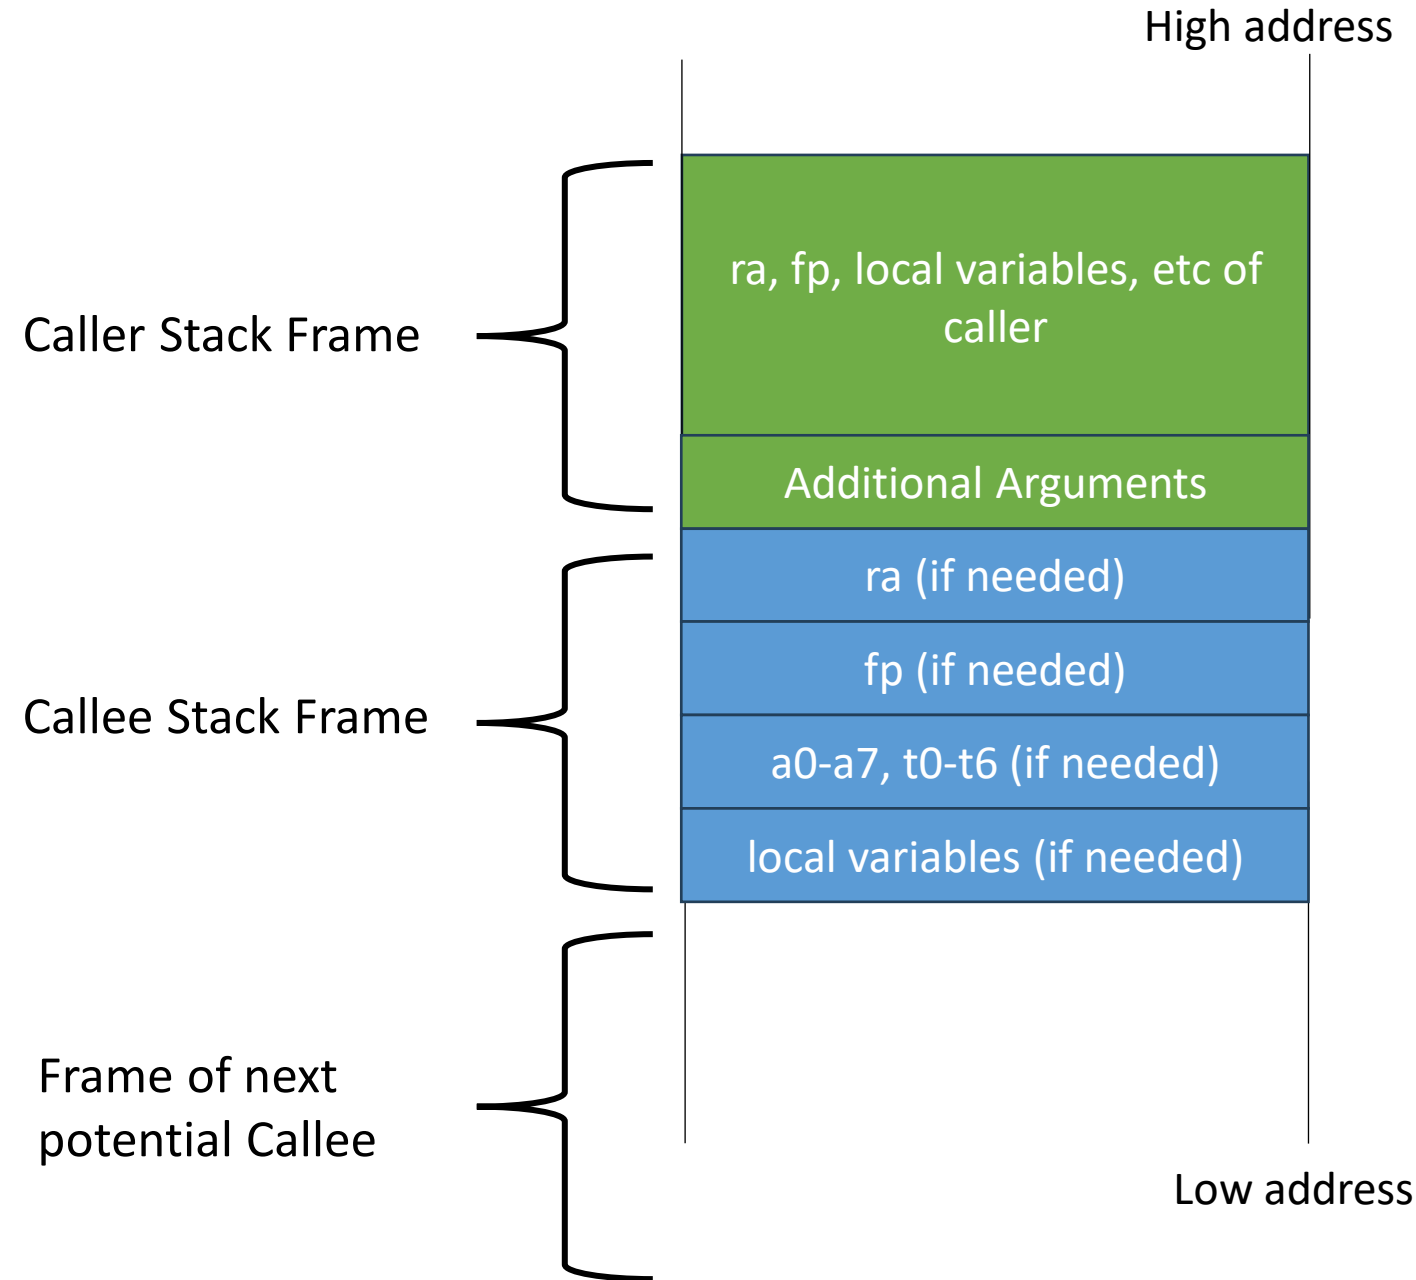 High address
ra, fp, local variables, etc of
caller
Caller Stack Frame
Additional Arguments
ra (if needed)
fp (if needed)
Callee Stack Frame
a0-a7, t0-t6 (if needed)
local variables (if needed)
Frame of next
potential Callee
Low address